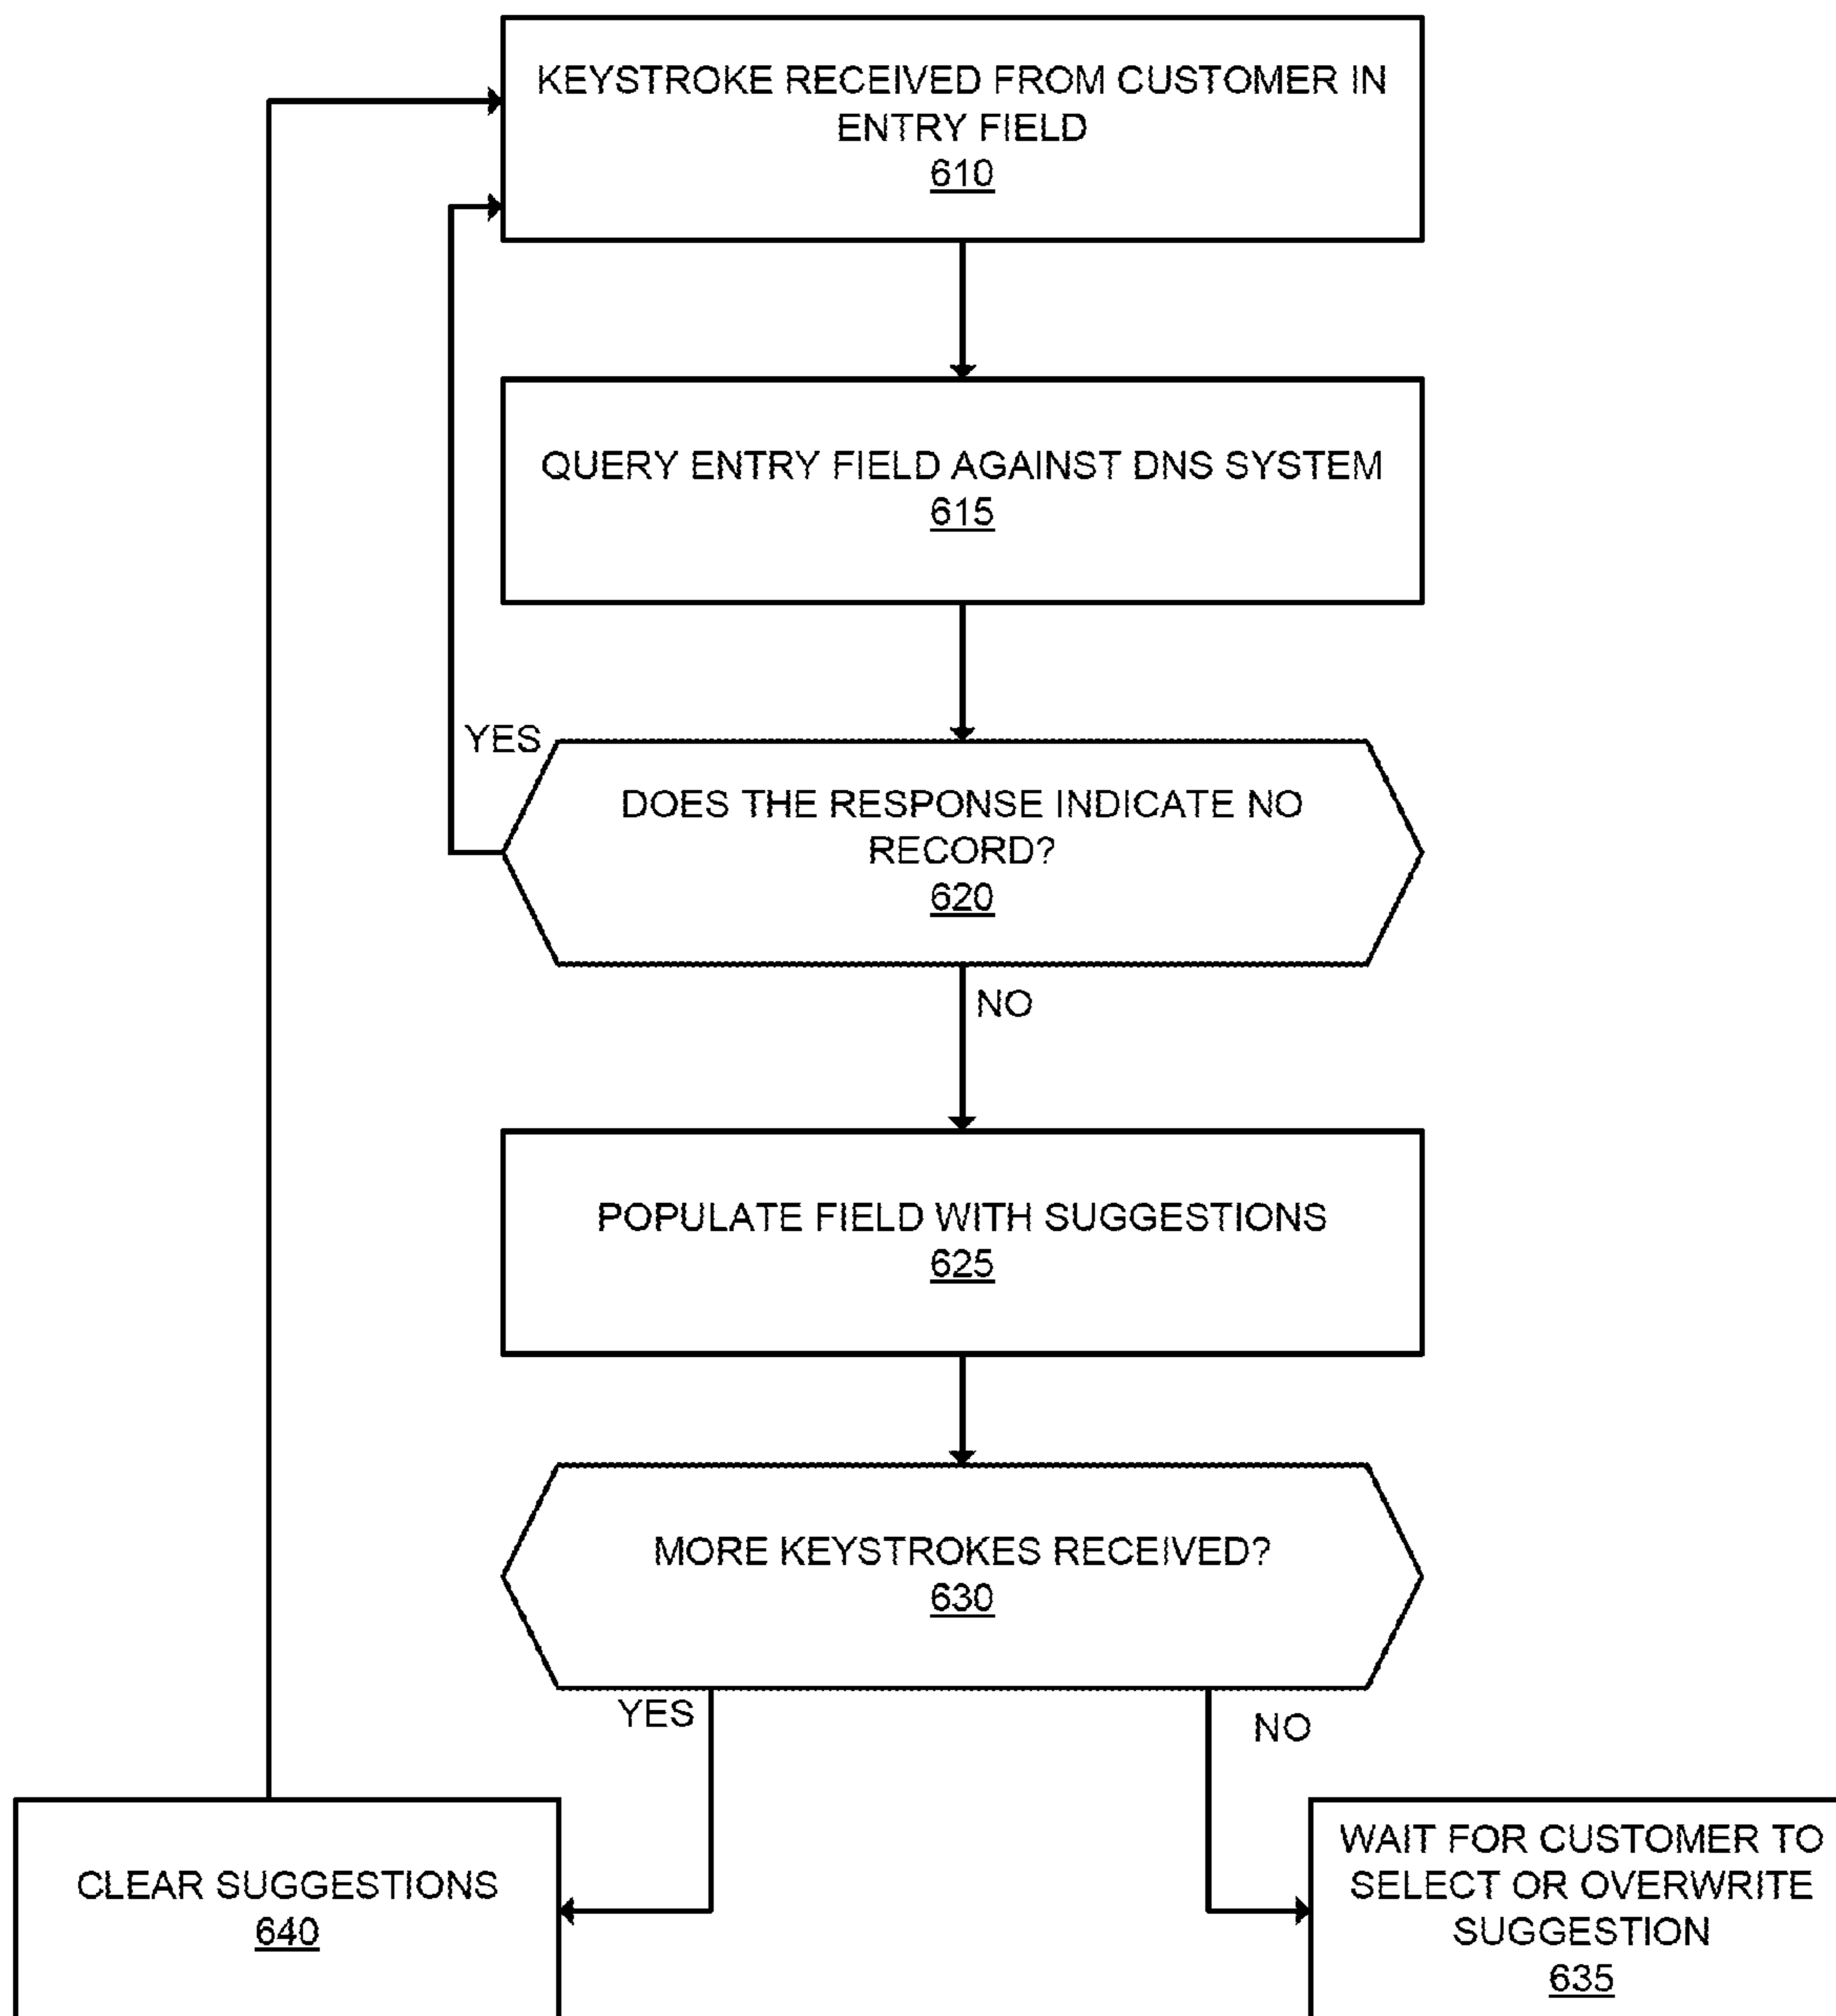 KEYSTROKE RECEIVED FROM CUSTOMER IN
ENTRY FIELD
610
QUERY ENTRY FIELD AGAINST DNS SYSTEM
615
YES
DOES THE RESPONSE INDICATE NO
RECORD?
620
NO
POPULATE FIELD WITH SUGGESTIONS
625
MORE KEYSTROKES RECEIVED?
630
YES
NO
CLEAR SUGGESTIONS
640
WAIT FOR CUSTOMER TO
SELECT OR OVERWRITE
SUGGESTION
635